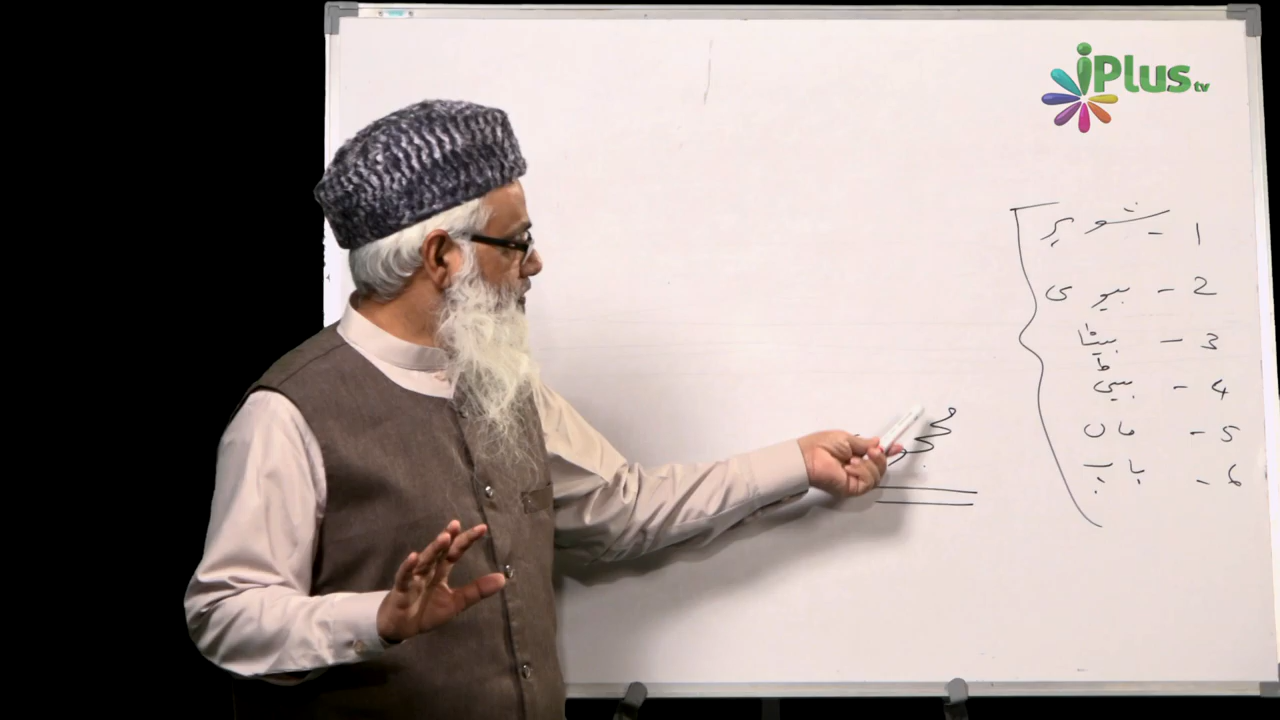 iPlus tv
1 - شوہر
2 - بیوی
3 - بیٹا
4 - بیٹی
5 - ماں
6 - باپ